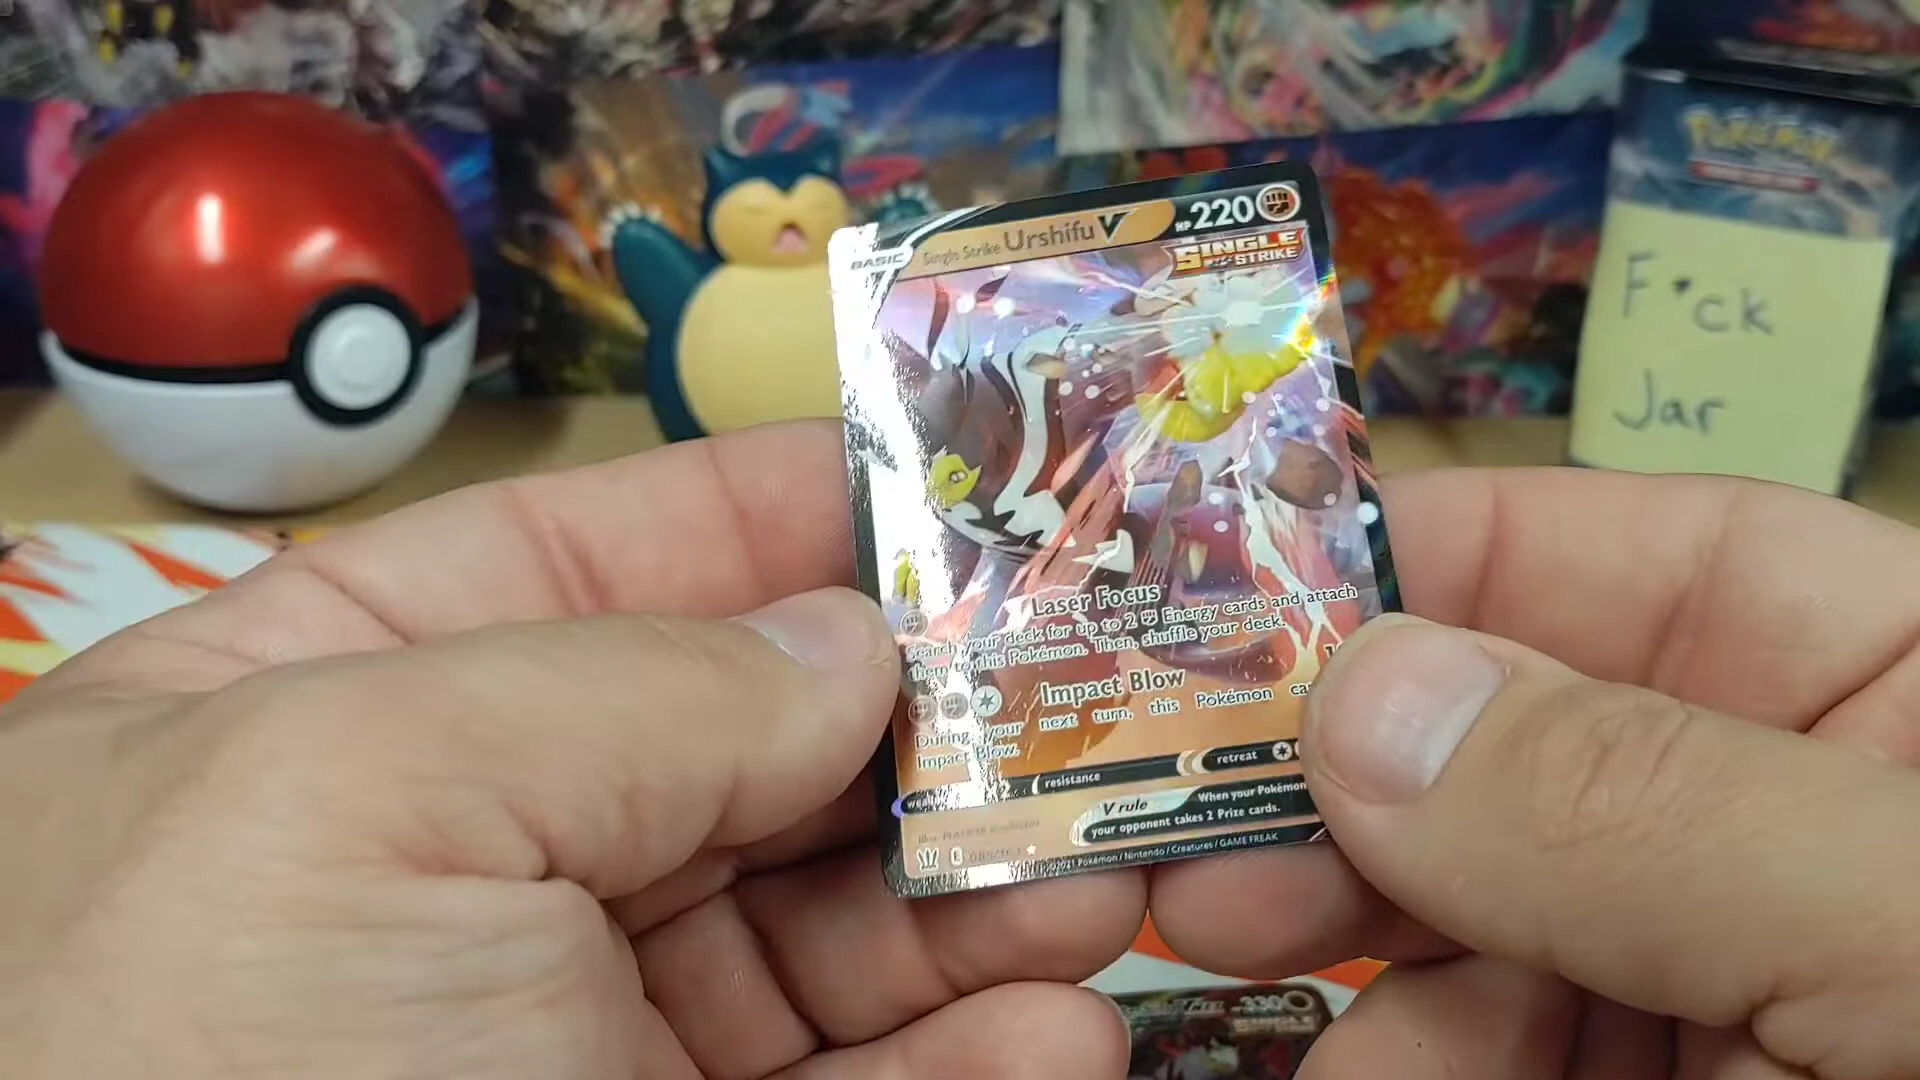 Pokémon
F*ck
Jar
BASIC Single Strike Urshifu V HP 220
SINGLE STRIKE
Laser Focus
Search your deck for up to 2 Energy cards and attach
them to this Pokémon. Then, shuffle your deck.
Impact Blow
During your next turn, this Pokémon
Impact Blow.
×2 resistance retreat
V rule When your Pokémon
your opponent takes 2 Prize cards.
©2021 Pokémon / Nintendo / Creatures / GAME FREAK
330